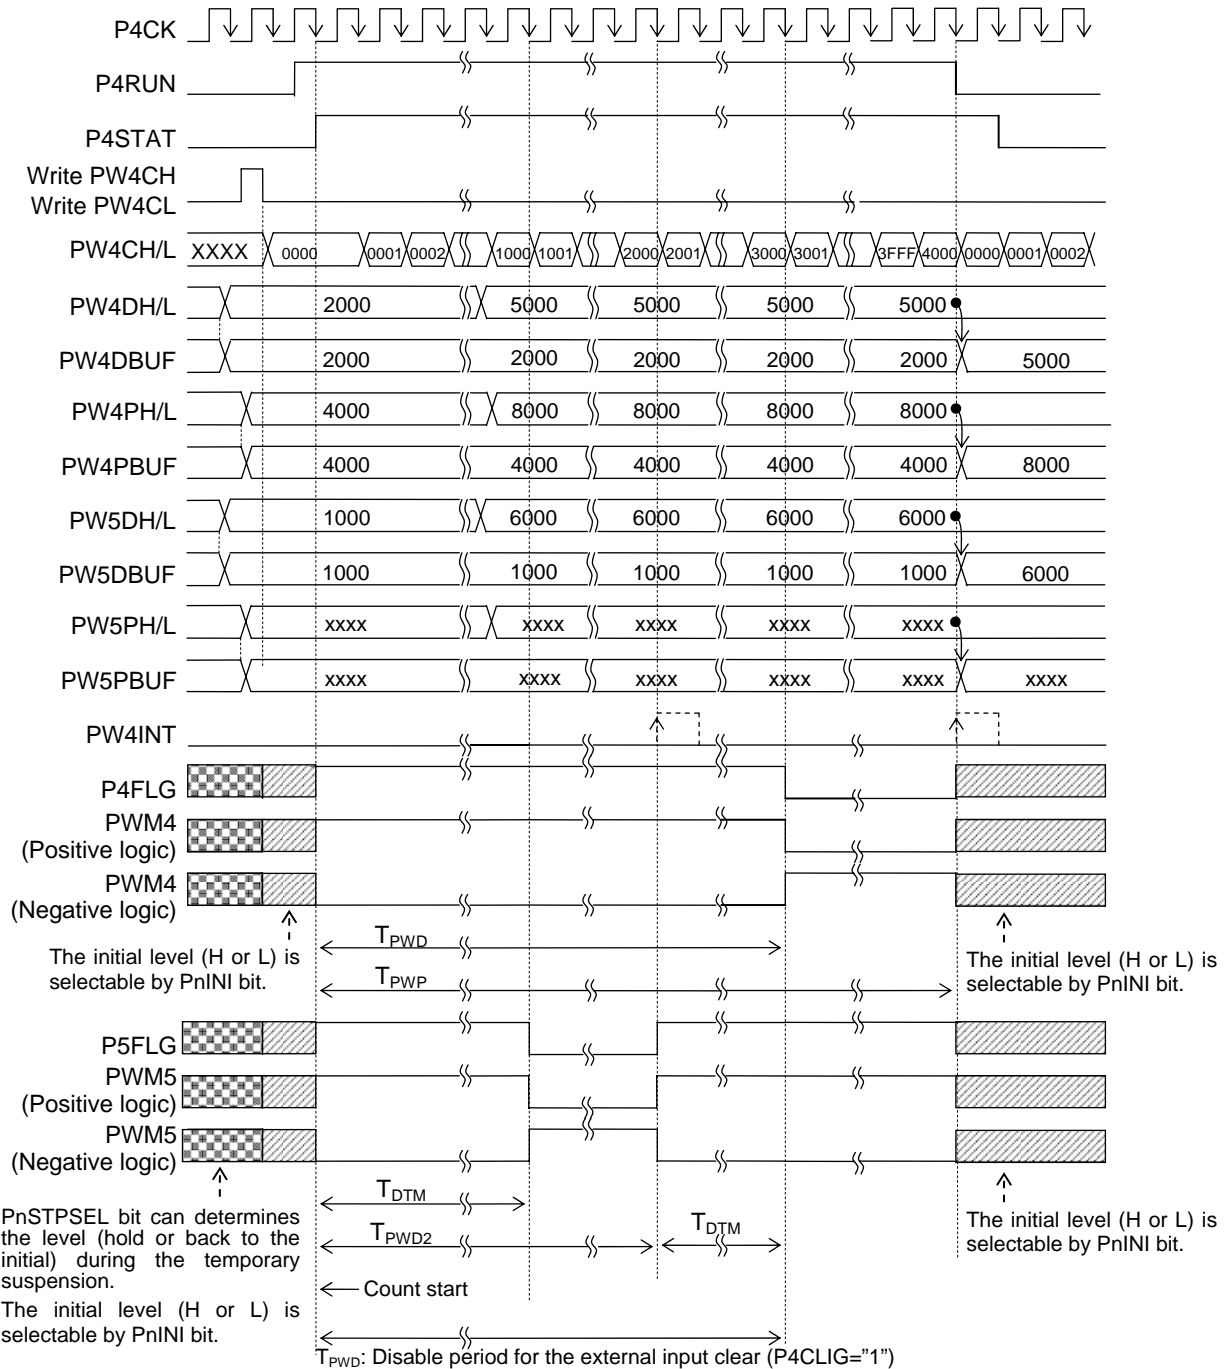 P4CK
P4RUN
P4STAT
Write PW4CH
Write PW4CL
PW4CH/L XXXX 0000 0001 0002 1000 1001 2000 2001 3000 3001 3FFF 4000 0000 0001 0002
PW4DH/L 2000 5000 5000 5000 5000
PW4DBUF 2000 2000 2000 2000 2000 5000
PW4PH/L 4000 8000 8000 8000 8000
PW4PBUF 4000 4000 4000 4000 4000 8000
PW5DH/L 1000 6000 6000 6000 6000
PW5DBUF 1000 1000 1000 1000 1000 6000
PW5PH/L xxxx xxxx xxxx xxxx xxxx
PW5PBUF xxxx xxxx xxxx xxxx xxxx xxxx
PW4INT
P4FLG
PWM4
(Positive logic)
PWM4
(Negative logic)
TPWD
The initial level (H or L) is
selectable by PnINI bit.
TPWP
The initial level (H or L) is
selectable by PnINI bit.
P5FLG
PWM5
(Positive logic)
PWM5
(Negative logic)
TDTM
PnSTPSEL bit can determines
the level (hold or back to the
initial) during the temporary
suspension.
The initial level (H or L) is
selectable by PnINI bit.
TPWD2
TDTM
The initial level (H or L) is
selectable by PnINI bit.
Count start
TPWD: Disable period for the external input clear (P4CLIG="1")